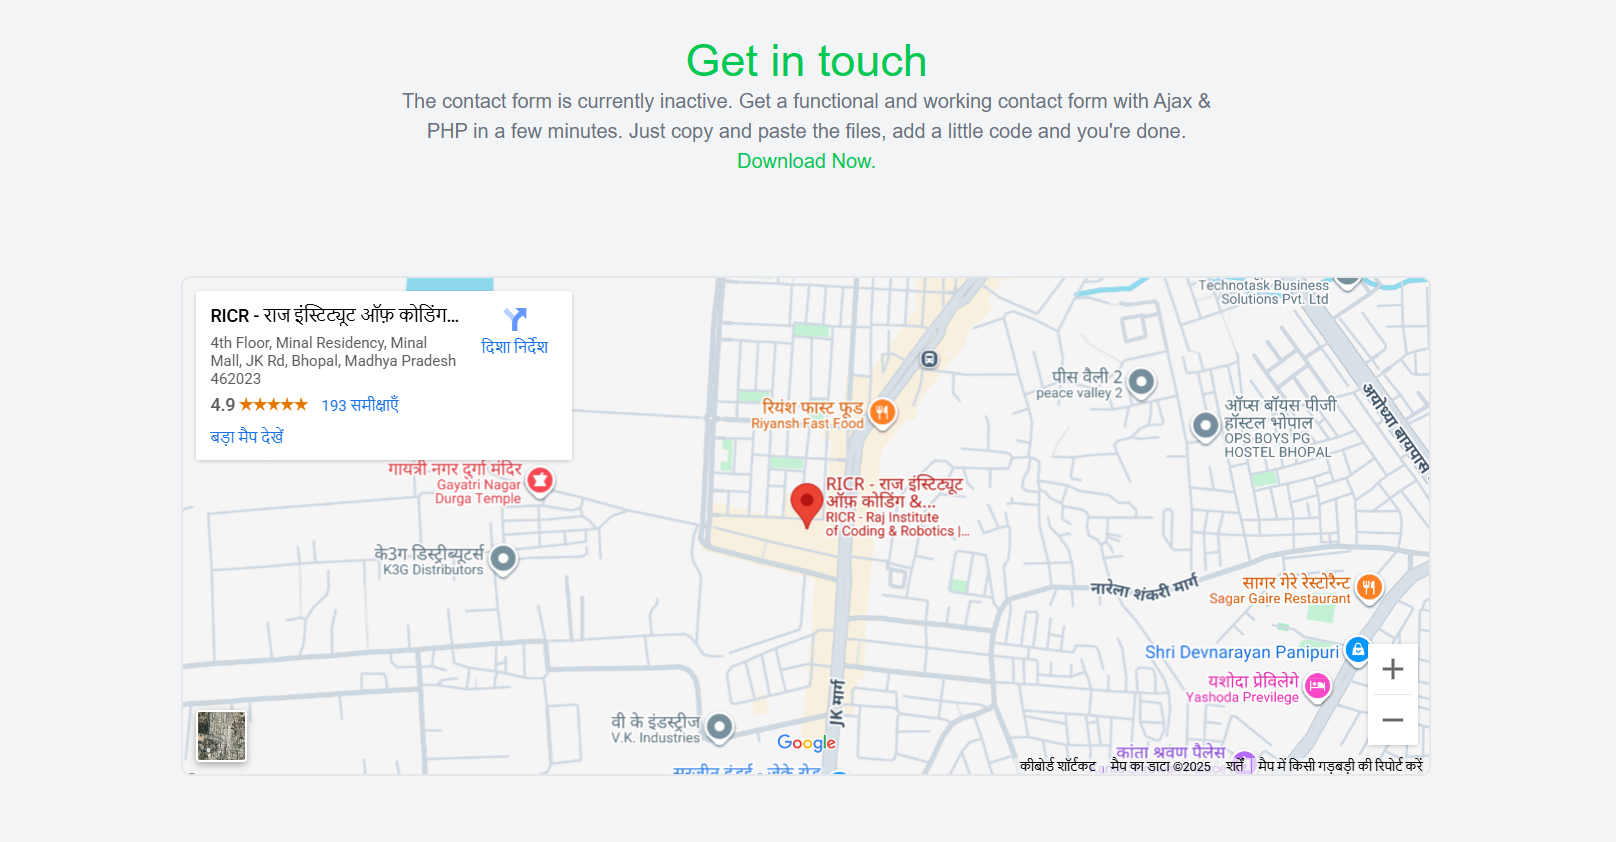 Get in touch
The contact form is currently inactive. Get a functional and working contact form with Ajax &
PHP in a few minutes. Just copy and paste the files, add a little code and you're done.
Download Now.
RICR - राज इंस्टिट्यूट ऑफ़ कोडिंग...
4th Floor, Minal Residency, Minal
Mall, JK Rd, Bhopal, Madhya Pradesh
462023
4.9
193 समीक्षाएँ
बड़ा मैप देखें
दिशा निर्देश
Technotask Business
Solutions Pvt. Ltd
पीस वैली 2
peace valley 2
रियंश फास्ट फूड
Riyansh Fast Food
ऑप्स बॉयस पीजी
हॉस्टल भोपाल
OPS BOYS PG
HOSTEL BHOPAL
अयोध्या बायपास
गायत्री नगर दुर्गा मंदिर
Gayatri Nagar
Durga Temple
RICR - राज इंस्टिट्यूट
ऑफ़ कोडिंग &...
RICR - Raj Institute
of Coding & Robotics |...
के3ग डिस्ट्रीब्यूटर्स
K3G Distributors
नारेला शंकरी मार्ग
सागर गेरे रेस्टोरैन्ट
Sagar Gaire Restaurant
Shri Devnarayan Panipuri
यशोदा प्रेविलेगे
Yashoda Previlege
JK मार्ग
वी के इंडस्ट्रीज
V.K. Industries
Google
कांता श्रवण पैलेस
कीबोर्ड शॉर्टकट
मैप का डाटा ©2025
शर्तें
मैप में किसी गड़बड़ी की रिपोर्ट करें